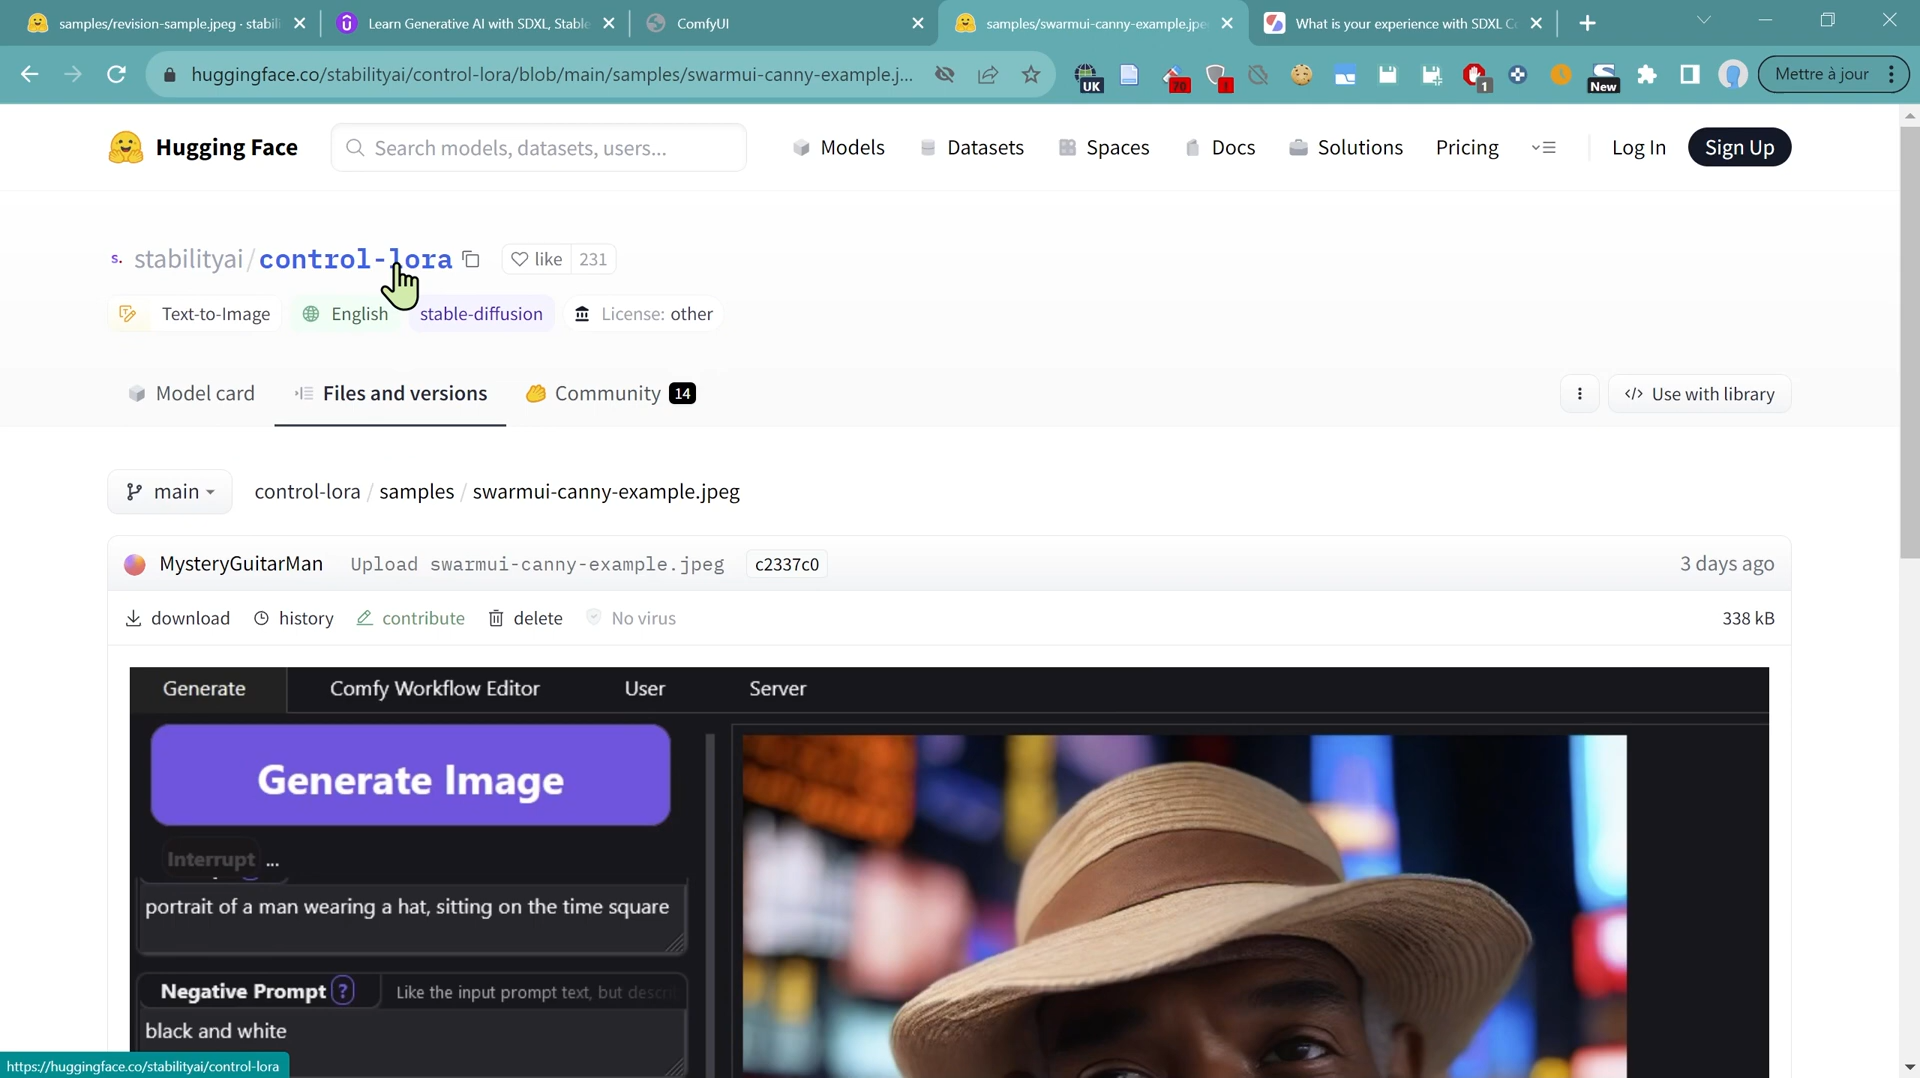 samples/revision-sample.jpeg · stabili
Learn Generative AI with SDXL, Stable
ComfyUI
samples/swarmui-canny-example.jpe
What is your experience with SDXL C
huggingface.co/stabilityai/control-lora/blob/main/samples/swarmui-canny-example.j...
UK
70
!
1
New
Mettre à jour
Hugging Face
Search models, datasets, users...
Models
Datasets
Spaces
Docs
Solutions
Pricing
Log In
Sign Up
s. stabilityai/control-lora
like 231
Text-to-Image
English
stable-diffusion
License: other
Model card
Files and versions
Community 14
Use with library
main
control-lora / samples / swarmui-canny-example.jpeg
MysteryGuitarMan Upload swarmui-canny-example.jpeg c2337c0
3 days ago
download
history
contribute
delete
No virus
338 kB
Generate
Comfy Workflow Editor
User
Server
Generate Image
Interrupt ...
portrait of a man wearing a hat, sitting on the time square
Negative Prompt ? Like the input prompt text, but descri
black and white
https://huggingface.co/stabilityai/control-lora